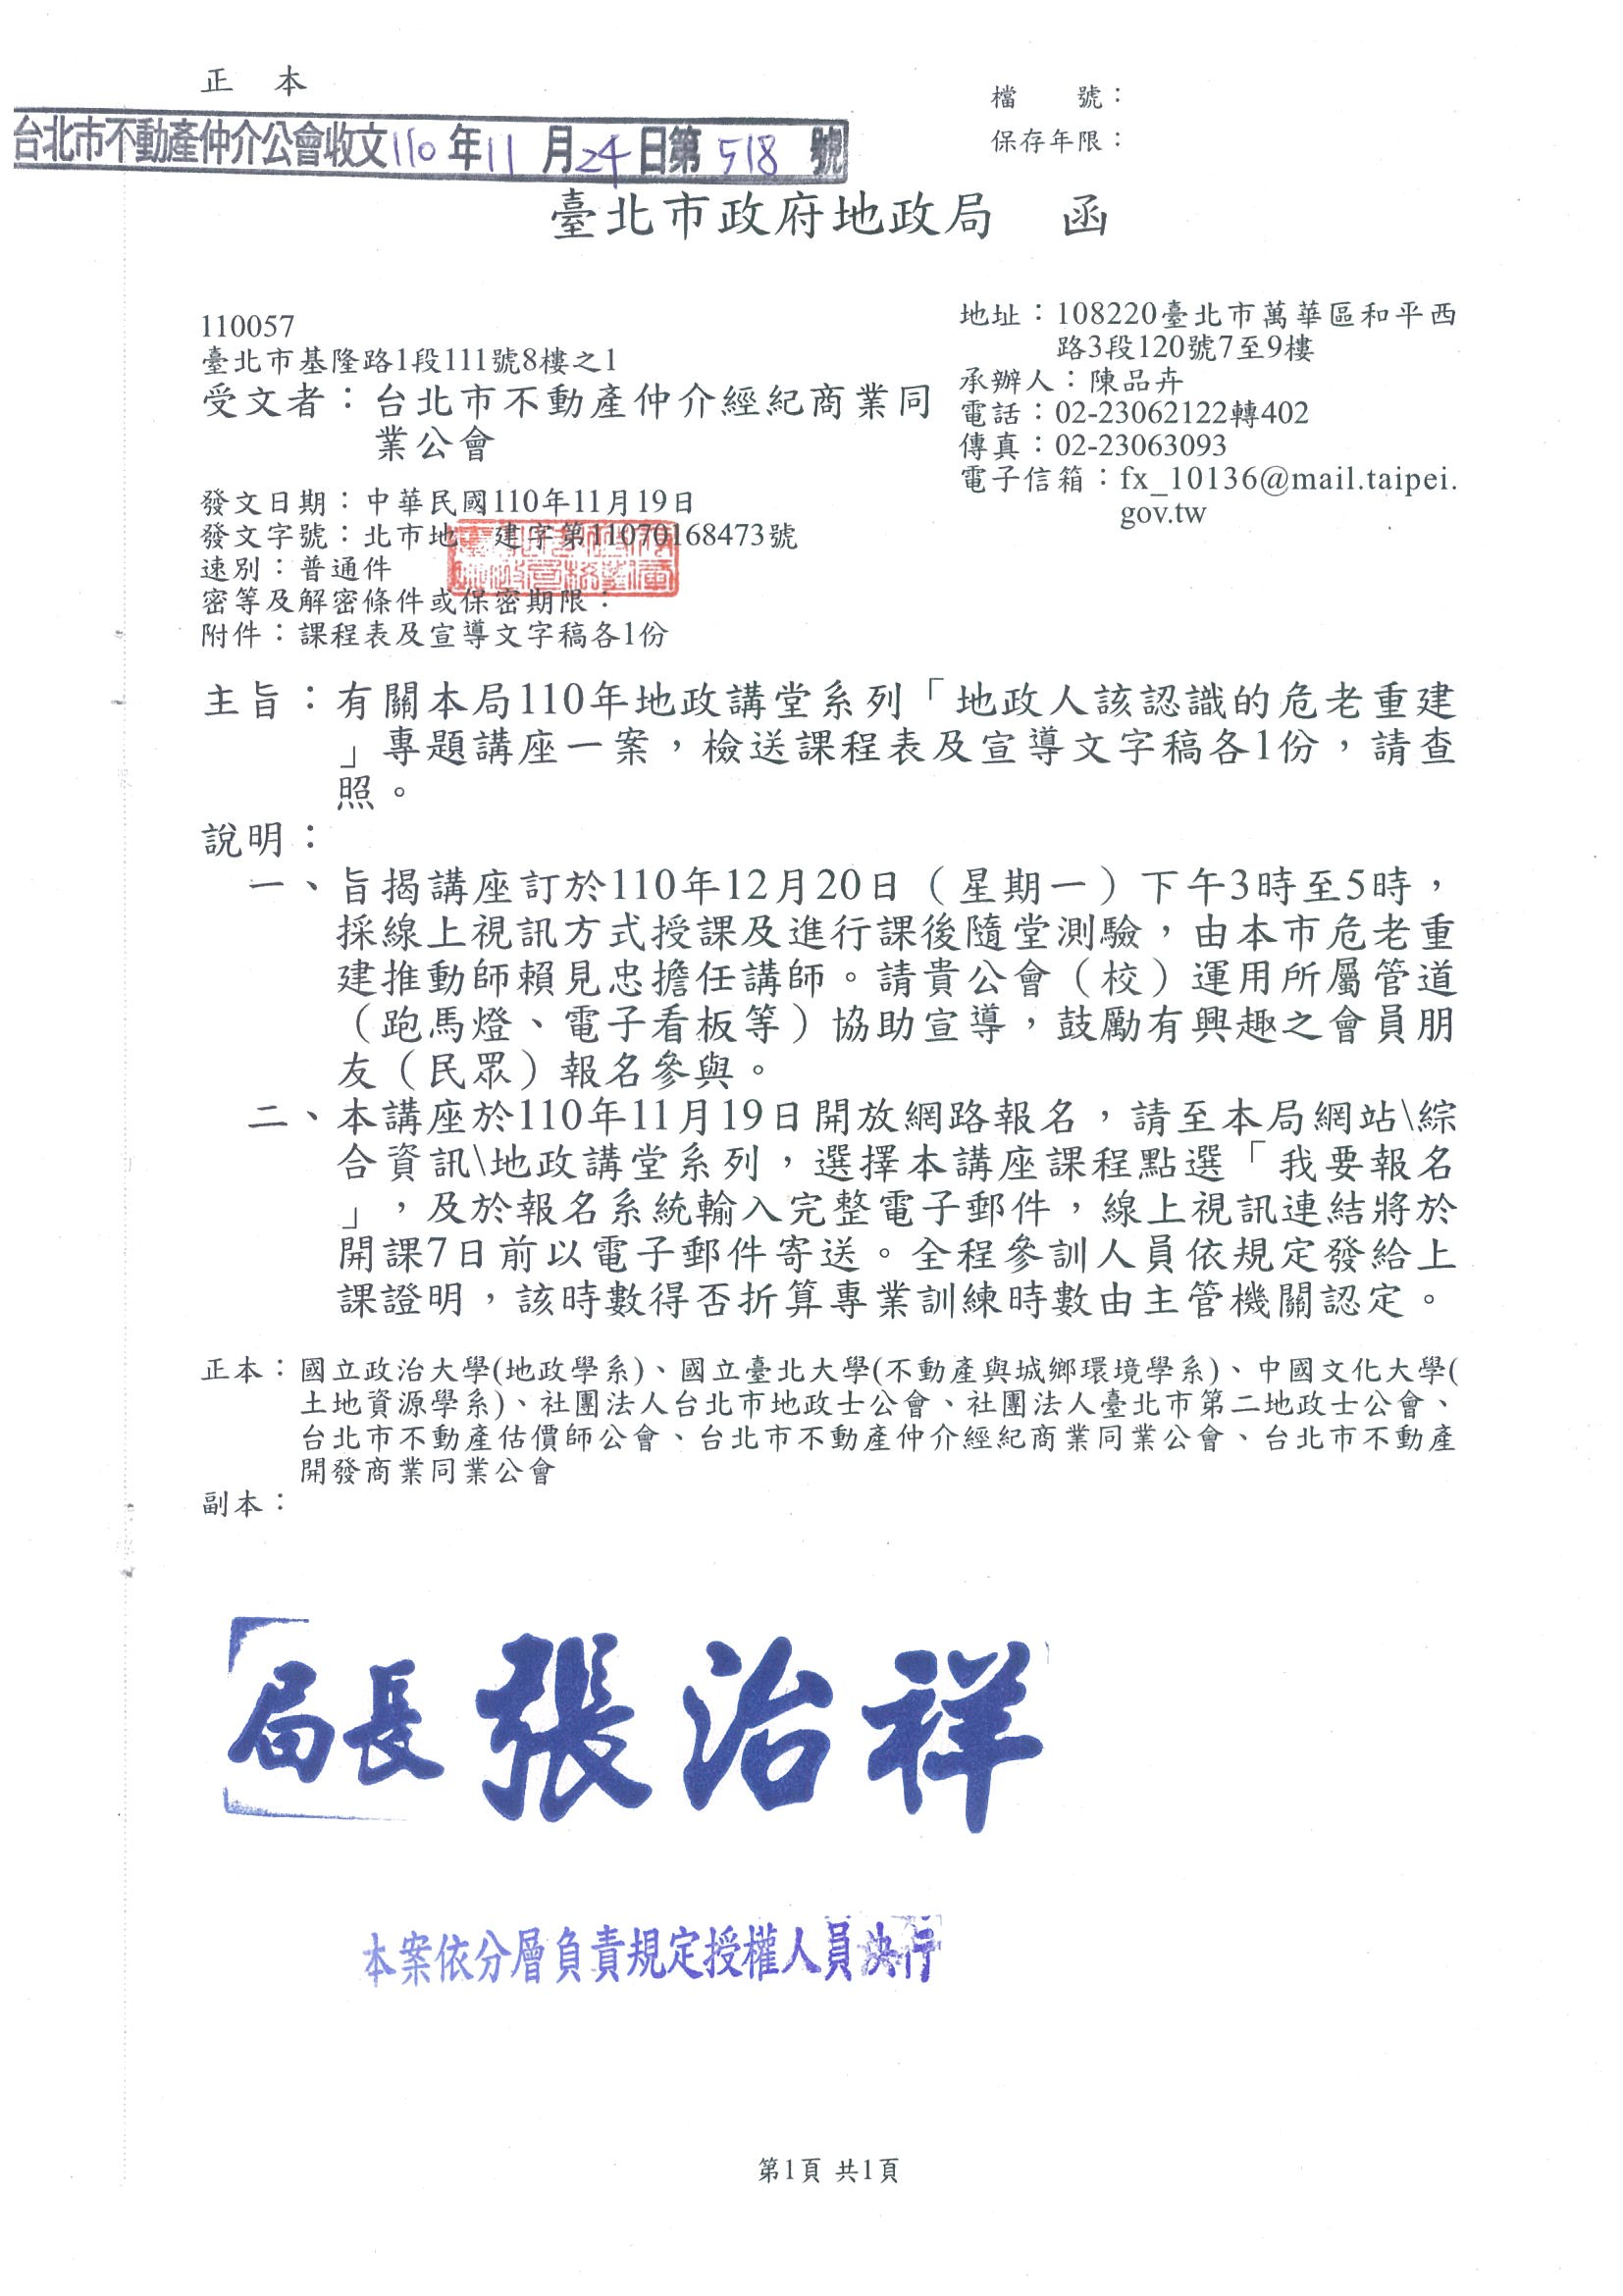 正 本
檔 號：
保存年限：
台北市不動產仲介公會收文110年11月24日第518號
臺北市政府地政局 函
110057
臺北市基隆路1段111號8樓之1
受文者：台北市不動產仲介經紀商業同
業公會
地址：108220臺北市萬華區和平西
路3段120號7至9樓
承辦人：陳品卉
電話：02-23062122轉402
傳真：02-23063093
電子信箱：fx_10136@mail.taipei.
gov.tw
發文日期：中華民國110年11月19日
發文字號：北市地 建字第11070168473號
速別：普通件
密等及解密條件或保密期限：
附件：課程表及宣導文字稿各1份
主旨：有關本局110年地政講堂系列「地政人該認識的危老重建
」專題講座一案，檢送課程表及宣導文字稿各1份，請查
照。
說明：
一、旨揭講座訂於110年12月20日（星期一）下午3時至5時，
採線上視訊方式授課及進行課後隨堂測驗，由本市危老重
建推動師賴見忠擔任講師。請貴公會（校）運用所屬管道
（跑馬燈、電子看板等）協助宣導，鼓勵有興趣之會員朋
友（民眾）報名參與。
二、本講座於110年11月19日開放網路報名，請至本局網站\綜
合資訊\地政講堂系列，選擇本講座課程點選「我要報名
」，及於報名系統輸入完整電子郵件，線上視訊連結將於
開課7日前以電子郵件寄送。全程參訓人員依規定發給上
課證明，該時數得否折算專業訓練時數由主管機關認定。
正本：國立政治大學(地政學系)、國立臺北大學(不動產與城鄉環境學系)、中國文化大學(
土地資源學系)、社團法人台北市地政士公會、社團法人臺北市第二地政士公會、
台北市不動產估價師公會、台北市不動產仲介經紀商業同業公會、台北市不動產
開發商業同業公會
副本：
局長 張治祥
本案依分層負責規定授權人員決行
第1頁 共1頁